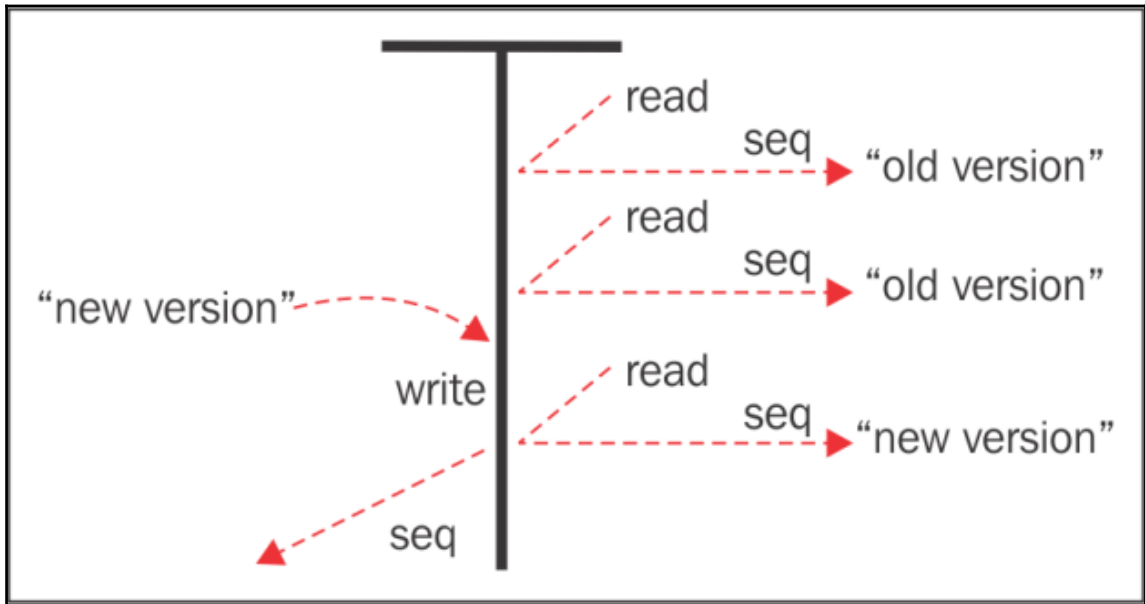 read
seq
“old version”
read
seq
“old version”
“new version”
read
write
seq
“new version”
seq